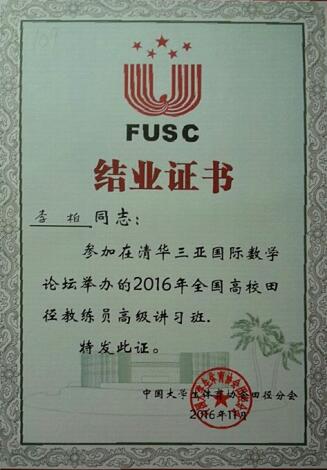 FUSC
结业证书
李柏 同志:
参加在清华三亚国际数学
论坛举办的2016年全国高校田
径教练员高级讲习班.
特发此证。
中国大学生体育协会田径分会
2016年11月